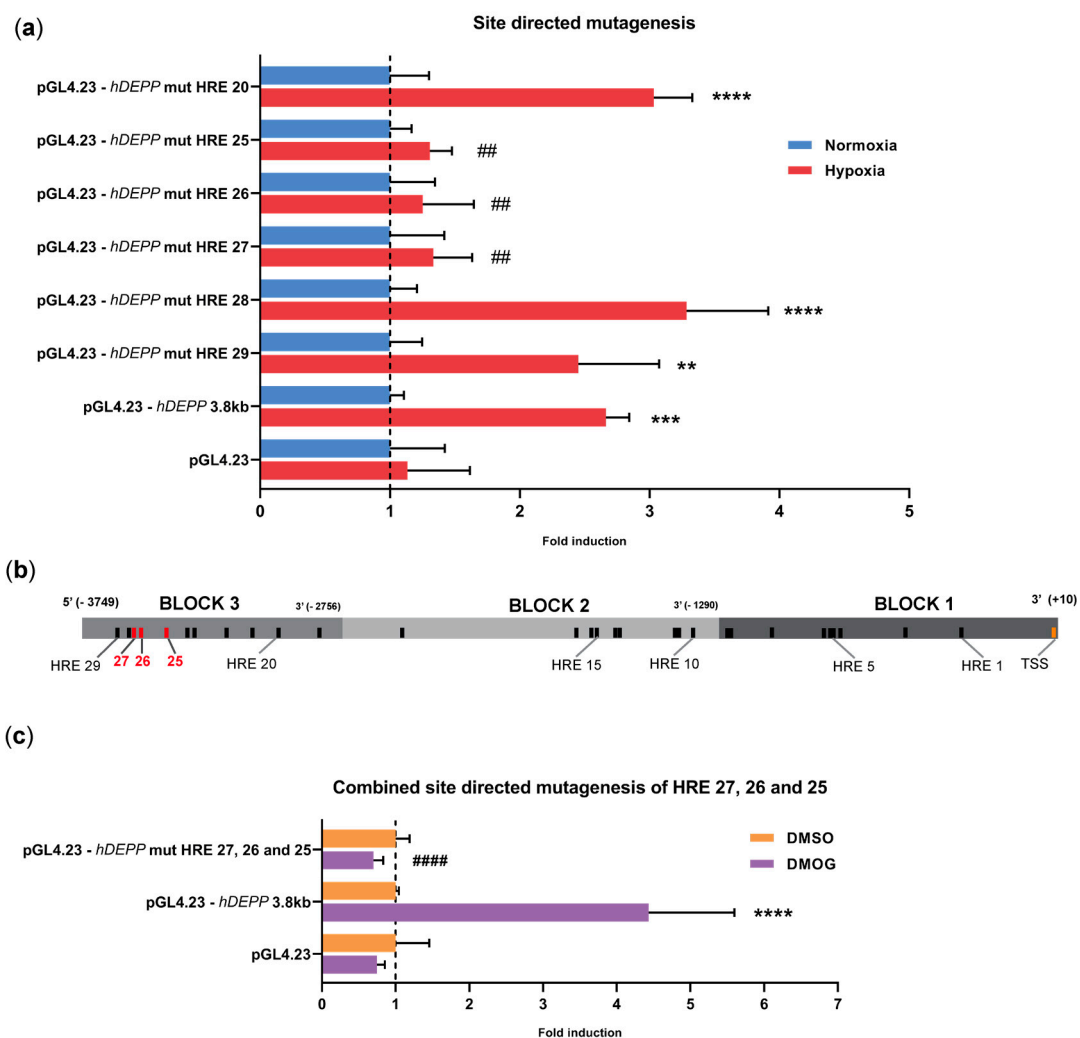 (a)
Site directed mutagenesis
pGL4.23 - hDEPP mut HRE 20
****
pGL4.23 - hDEPP mut HRE 25
##
pGL4.23 - hDEPP mut HRE 26
##
pGL4.23 - hDEPP mut HRE 27
##
pGL4.23 - hDEPP mut HRE 28
****
pGL4.23 - hDEPP mut HRE 29
**
pGL4.23 - hDEPP 3.8kb
***
pGL4.23
Normoxia
Hypoxia
0 1 2 3 4 5
Fold induction
(b)
5' (- 3749) BLOCK 3 3' (- 2756) BLOCK 2 3' (- 1290) BLOCK 1 3' (+10)
HRE 29 27 26 25 HRE 20 HRE 15 HRE 10 HRE 5 HRE 1 TSS
(c)
Combined site directed mutagenesis of HRE 27, 26 and 25
pGL4.23 - hDEPP mut HRE 27, 26 and 25
####
pGL4.23 - hDEPP 3.8kb
****
pGL4.23
DMSO
DMOG
0 1 2 3 4 5 6 7
Fold induction